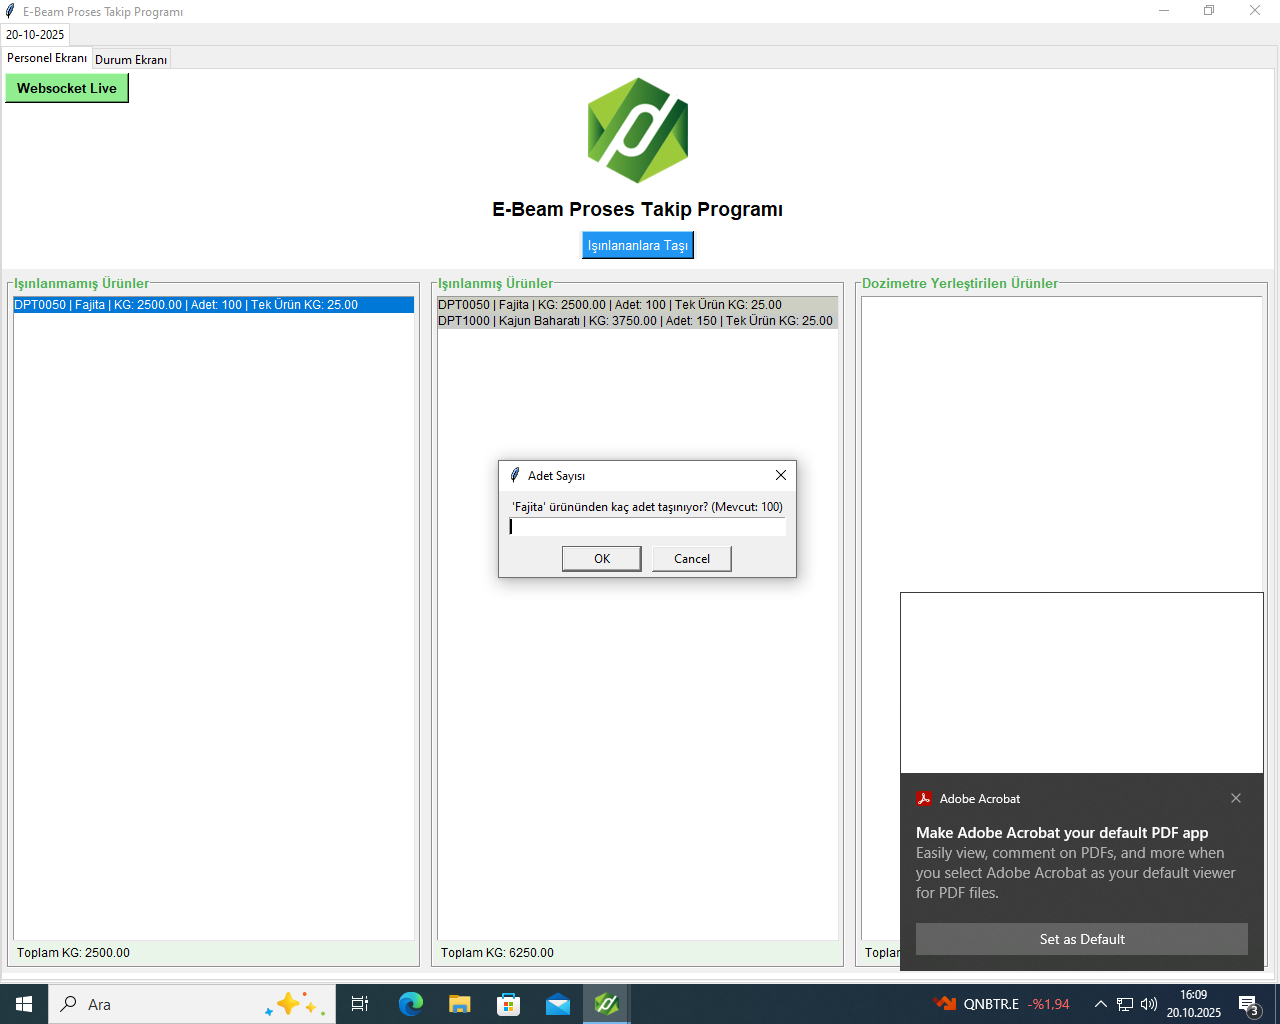 E-Beam Proses Takip Programı
20-10-2025
Personel Ekranı
Durum Ekranı
Websocket Live
E-Beam Proses Takip Programı
Işınlananlara Taşı
Işınlanmamış Ürünler
DPT0050 | Fajita | KG: 2500.00 | Adet: 100 | Tek Ürün KG: 25.00
Toplam KG: 2500.00
Işınlanmış Ürünler
DPT0050 | Fajita | KG: 2500.00 | Adet: 100 | Tek Ürün KG: 25.00
DPT1000 | Kajun Baharatı | KG: 3750.00 | Adet: 150 | Tek Ürün KG: 25.00
Toplam KG: 6250.00
Dozimetre Yerleştirilen Ürünler
Adet Sayısı
'Fajita' ürününden kaç adet taşınıyor? (Mevcut: 100)
OK
Cancel
Adobe Acrobat
Make Adobe Acrobat your default PDF app
Easily view, comment on PDFs, and more when
you select Adobe Acrobat as your default viewer
for PDF files.
Set as Default
Ara
QNBTR.E -%1,94
16:09
20.10.2025
3